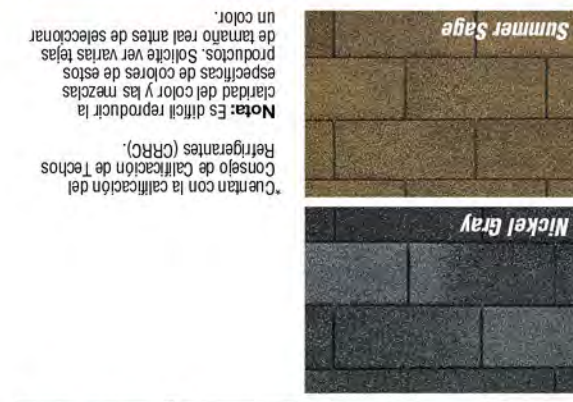 Nickel Gray
Summer Sage
*Cuentan con la calificación del
Consejo de Calificación de Techos
Refrigerantes (CRRC).
Nota: Es difícil reproducir la
claridad del color y las mezclas
específicas de colores de estos
productos. Solicite ver varias tejas
de tamaño real antes de seleccionar
un color.